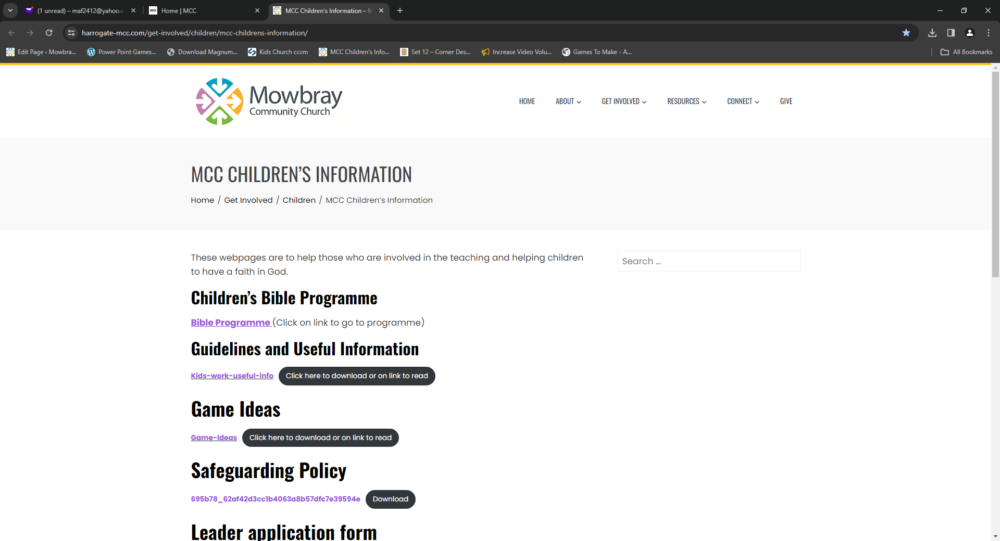 (1 unread) – maf2412@yahoo.c
WIX Home | MCC
MCC Children's Information – M
harrogate-mcc.com/get-involved/children/mcc-childrens-information/
Edit Page ‹ Mowbra...
Power Point Games...
Download Magnum...
Kids Church cccm
MCC Children's Info...
Set 12 – Corner Des...
Increase Video Volu...
Games To Make - A...
All Bookmarks
Mowbray
Community Church
HOME
ABOUT
GET INVOLVED
RESOURCES
CONNECT
GIVE
MCC CHILDREN'S INFORMATION
Home / Get Involved / Children / MCC Children's Information
These webpages are to help those who are involved in the teaching and helping children
to have a faith in God.
Search ...
Children's Bible Programme
Bible Programme (Click on link to go to programme)
Guidelines and Useful Information
Kids-work-useful-info Click here to download or on link to read
Game Ideas
Game-Ideas Click here to download or on link to read
Safeguarding Policy
695b78_62af42d3cc1b4063a8b57dfc7e39594e Download
Leader application form